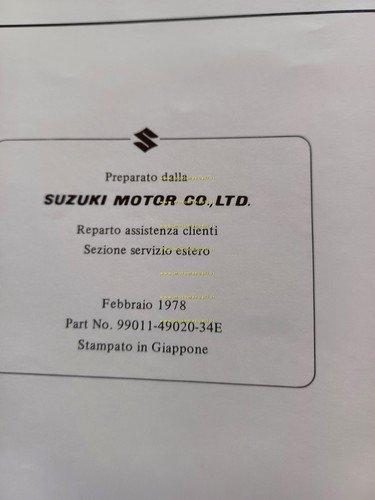 Preparato dalla
SUZUKI MOTOR CO.,LTD.
Reparto assistenza clienti
Sezione servizio estero
Febbraio 1978
Part No. 99011-49020-34E
Stampato in Giappone